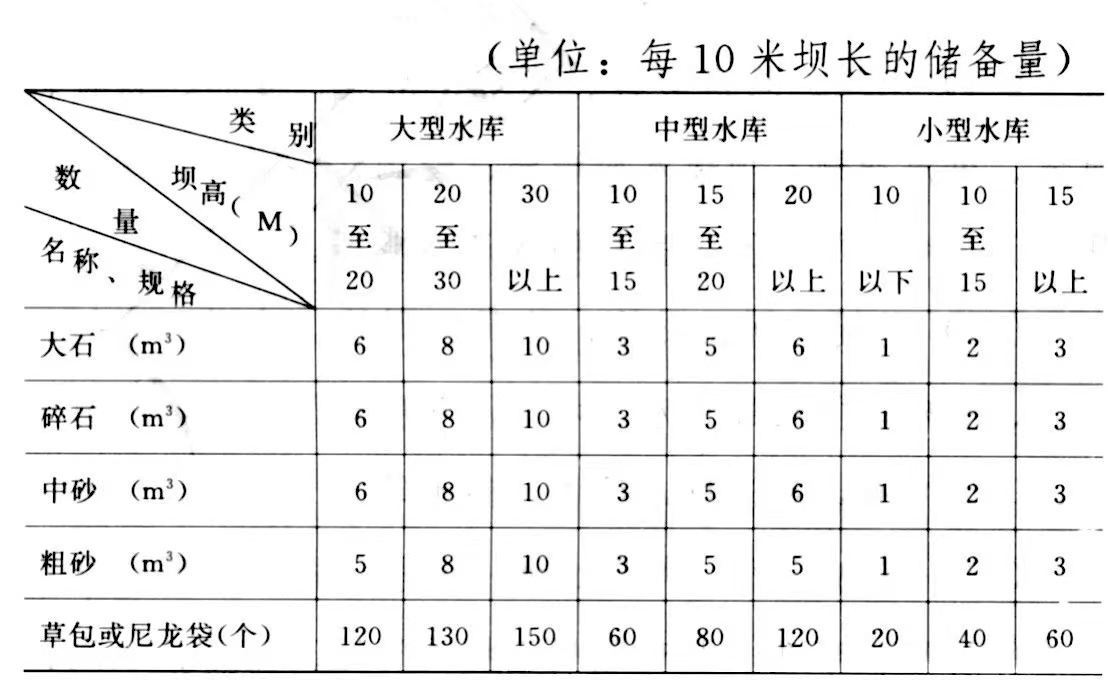 (单位：每10米坝长的储备量)
类别 大型水库 中型水库 小型水库
数量 坝高(M) 10至20 20至30 30以上 10至15 15至20 20以上 10以下 10至15 15以上
名称、规格
大石 (m³) 6 8 10 3 5 6 1 2 3
碎石 (m³) 6 8 10 3 5 6 1 2 3
中砂 (m³) 6 8 10 3 5 6 1 2 3
粗砂 (m³) 5 8 10 3 5 5 1 2 3
草包或尼龙袋(个) 120 130 150 60 80 120 20 40 60